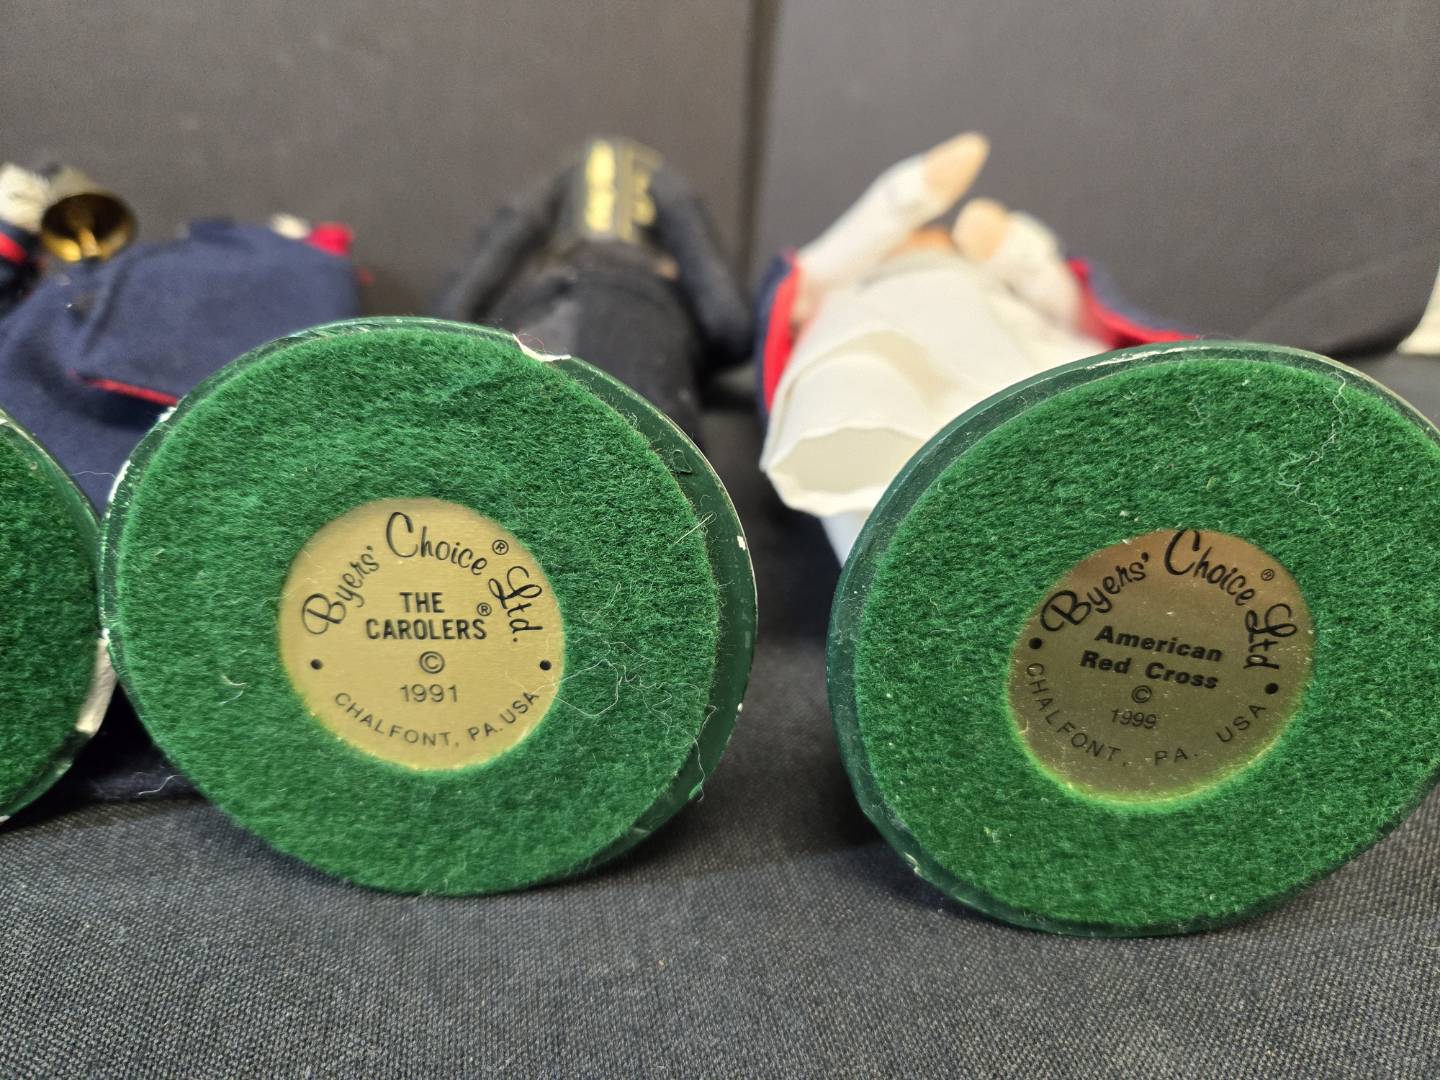 Byers' Choice® Ltd.
THE
CAROLERS®
©
1991
CHALFONT, PA. USA
Byers' Choice® Ltd
American
Red Cross
©
1999
CHALFONT, PA. USA